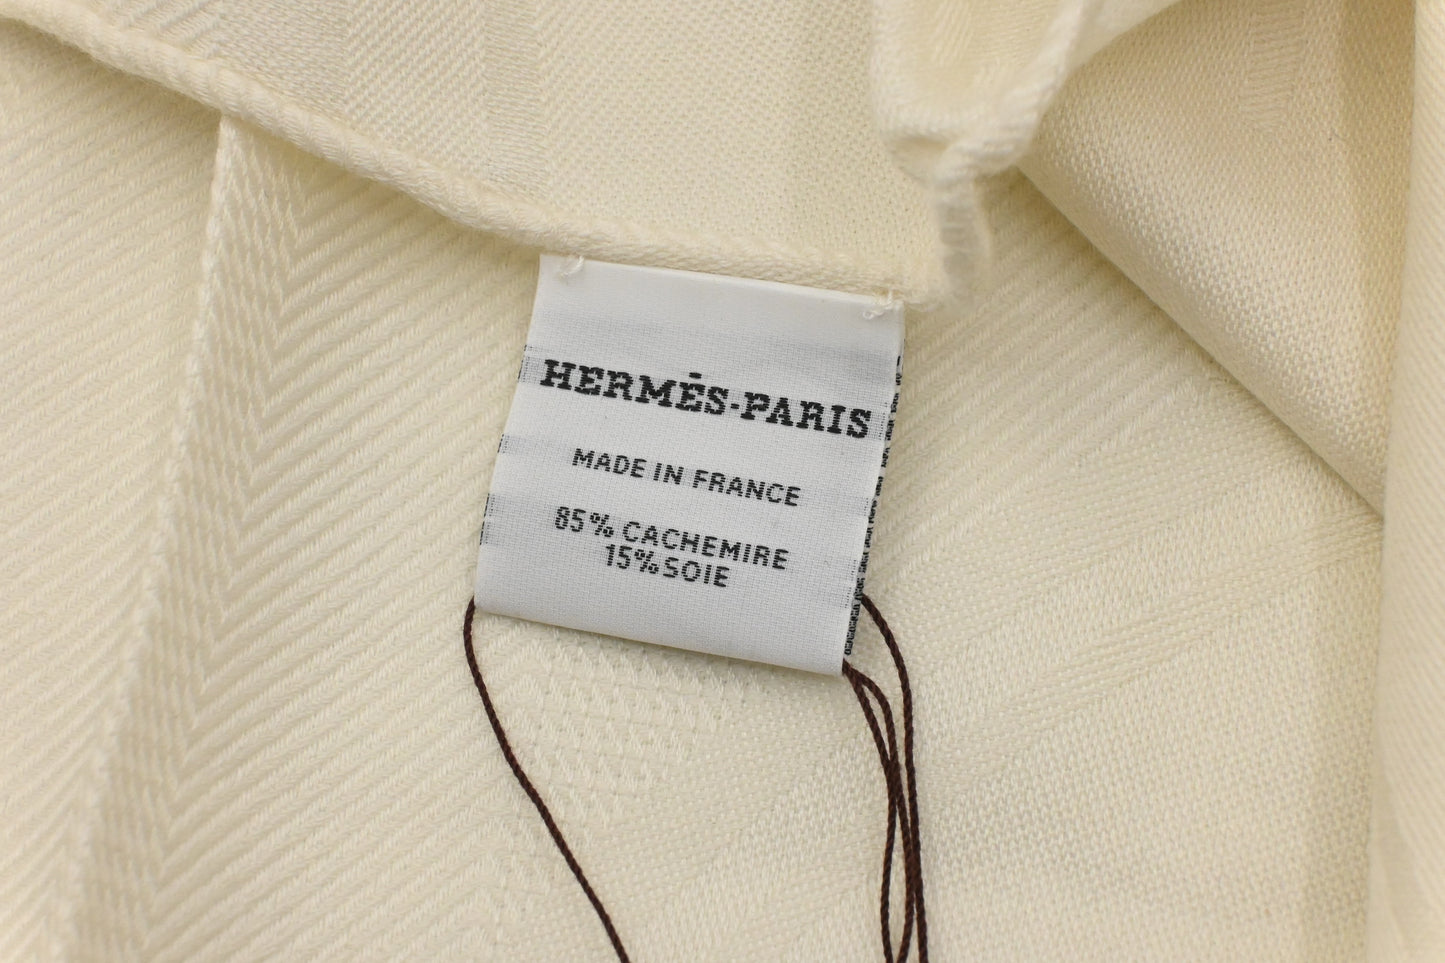 HERMÈS-PARIS
MADE IN FRANCE
85% CACHEMIRE
15% SOIE